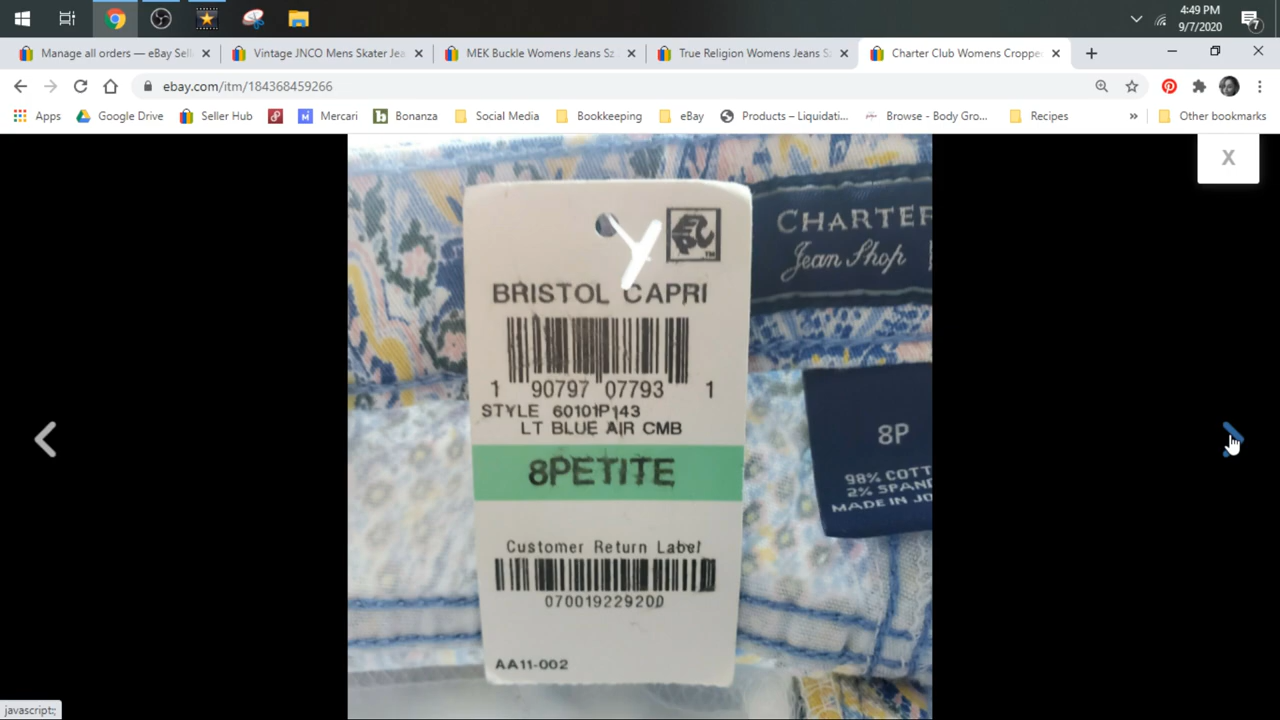 4:49 PM
9/7/2020
7
Manage all orders — eBay Sell
Vintage JNCO Mens Skater Jea
MEK Buckle Womens Jeans Sz
True Religion Womens Jeans S
Charter Club Womens Croppe
ebay.com/itm/184368459266
Apps
Google Drive
Seller Hub
Mercari
Bonanza
Social Media
Bookkeeping
eBay
Products – Liquidati...
Browse - Body Gro...
Recipes
»
Other bookmarks
X
CHARTER
Jean Shop
BRISTOL CAPRI
1 90797 07793 1
STYLE 60101P143
LT BLUE AIR CMB
8PETITE
8P
98% COTT
2% SPAND
MADE IN JO
Customer Return Label
070019229200
AA11-002
javascript:;